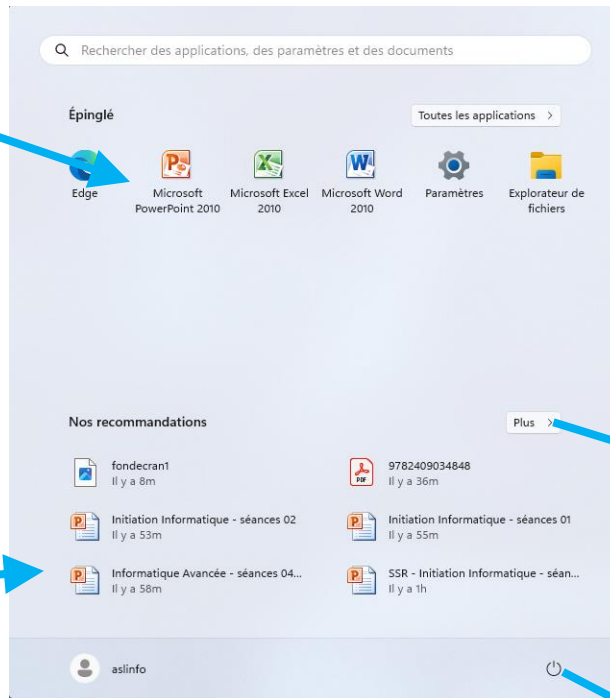 Rechercher des applications, des paramètres et des documents
Épinglé
Toutes les applications >
Edge
Microsoft PowerPoint 2010
Microsoft Excel 2010
Microsoft Word 2010
Paramètres
Explorateur de fichiers
Nos recommandations
Plus >
fondecran1
Il y a 8m
9782409034848
Il y a 36m
Initiation Informatique - séances 02
Il y a 53m
Initiation Informatique - séances 01
Il y a 55m
Informatique Avancée - séances 04...
Il y a 58m
SSR - Initiation Informatique - séan...
Il y a 1h
aslinfo